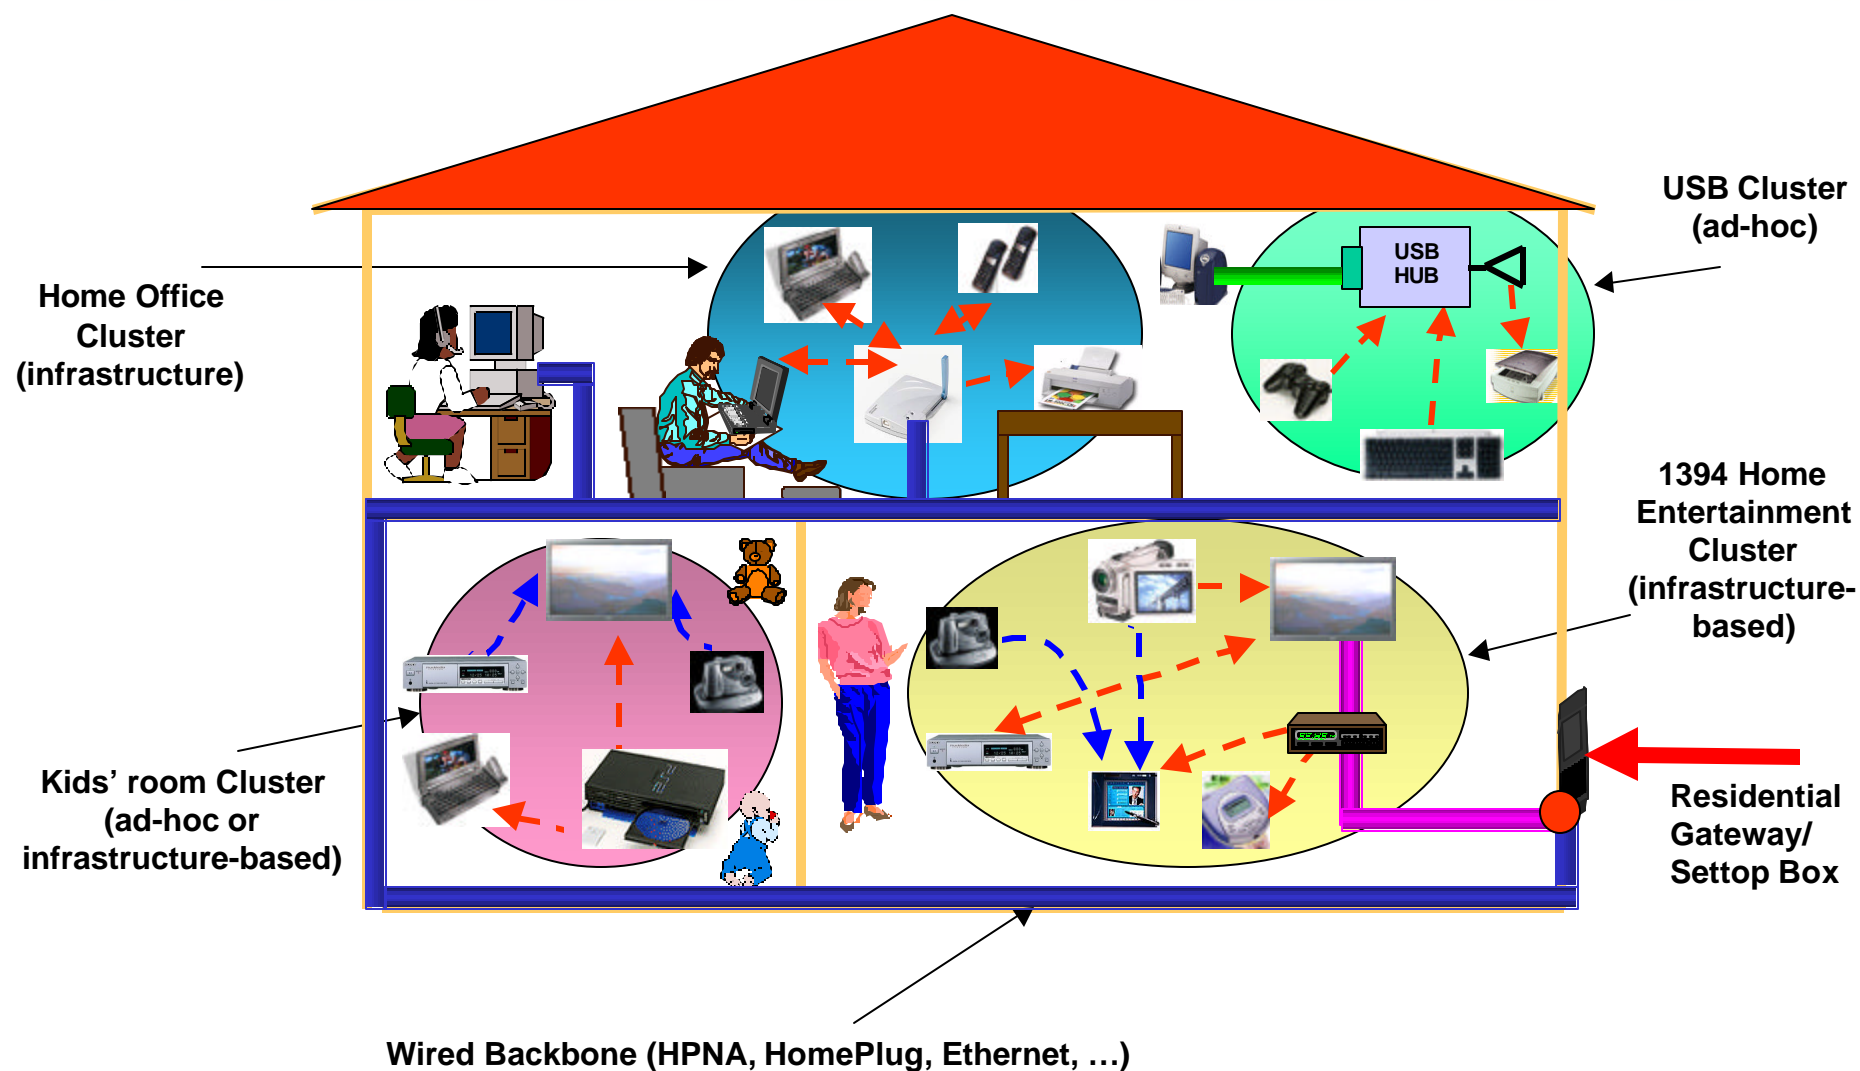 USB Cluster
(ad-hoc)
USB
HUB
Home Office
Cluster
(infrastructure)
1394 Home
Entertainment
Cluster
(infrastructure-
based)
Kids’ room Cluster
(ad-hoc or
infrastructure-based)
Residential
Gateway/
Settop Box
Wired Backbone (HPNA, HomePlug, Ethernet, …)